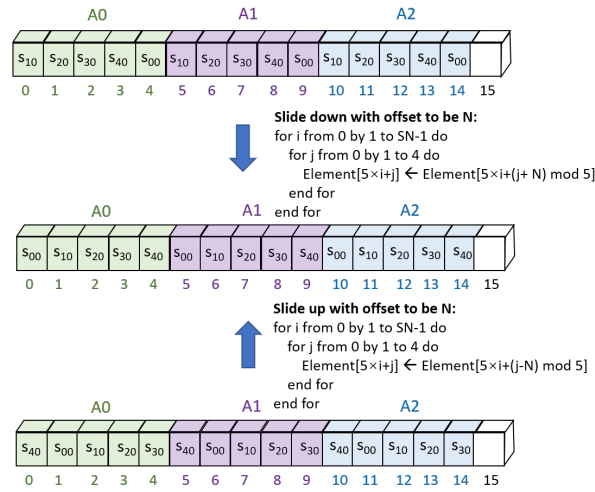 A0 A1 A2
s10 s20 s30 s40 s00 s10 s20 s30 s40 s00 s10 s20 s30 s40 s00
0 1 2 3 4 5 6 7 8 9 10 11 12 13 14 15
Slide down with offset to be N:
for i from 0 by 1 to SN-1 do
for j from 0 by 1 to 4 do
Element[5×i+j] ← Element[5×i+(j+ N) mod 5]
end for
end for
A0 A1 A2
s00 s10 s20 s30 s40 s00 s10 s20 s30 s40 s00 s10 s20 s30 s40
0 1 2 3 4 5 6 7 8 9 10 11 12 13 14 15
Slide up with offset to be N:
for i from 0 by 1 to SN-1 do
for j from 0 by 1 to 4 do
Element[5×i+j] ← Element[5×i+(j-N) mod 5]
end for
end for
A0 A1 A2
s40 s00 s10 s20 s30 s40 s00 s10 s20 s30 s40 s00 s10 s20 s30
0 1 2 3 4 5 6 7 8 9 10 11 12 13 14 15